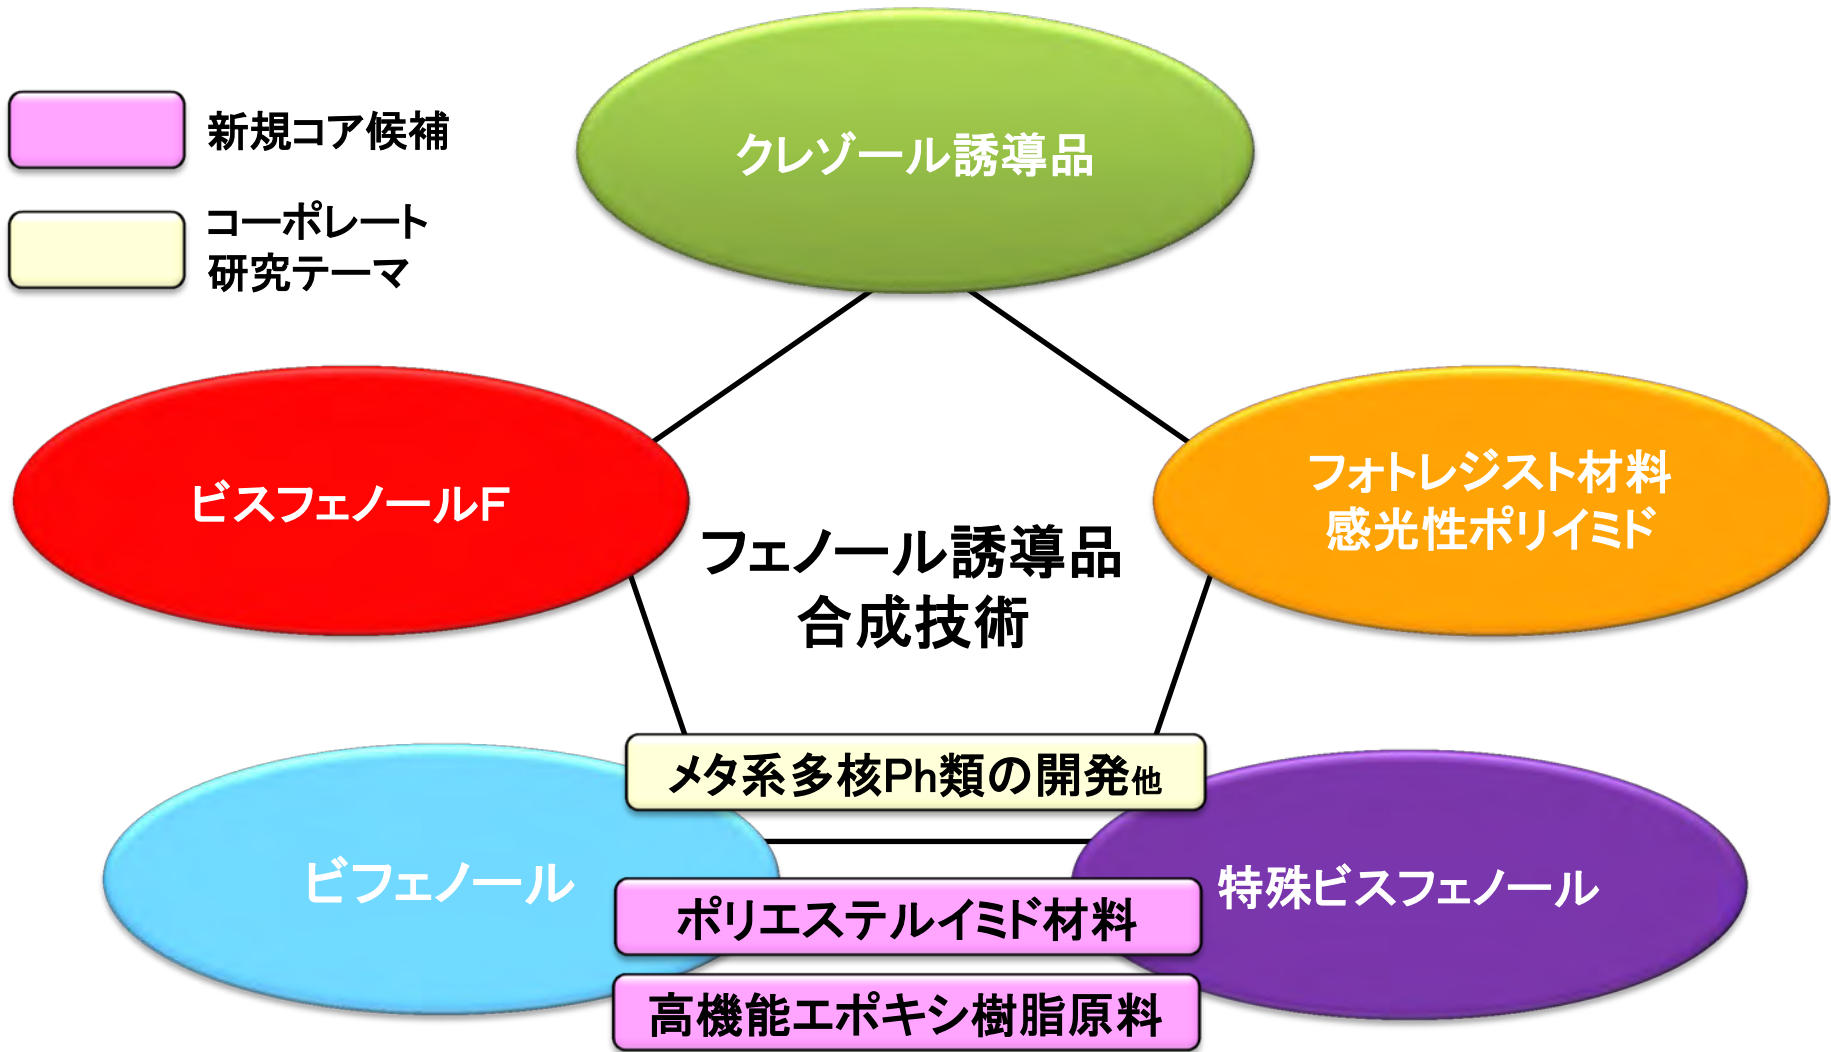 新規コア候補
コーポレート
研究テーマ
クレゾール誘導品
ビスフェノールF
フォトレジスト材料
感光性ポリイミド
フェノール誘導品
合成技術
メタ系多核Ph類の開発他
ビフェノール
特殊ビスフェノール
ポリエステルイミド材料
高機能エポキシ樹脂原料